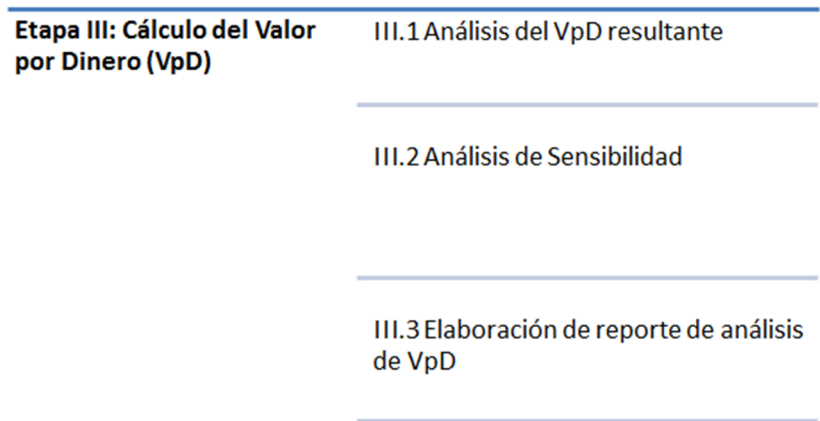 Etapa III: Cálculo del Valor
por Dinero (VpD)
III.1 Análisis del VpD resultante
III.2 Análisis de Sensibilidad
III.3 Elaboración de reporte de análisis
de VpD